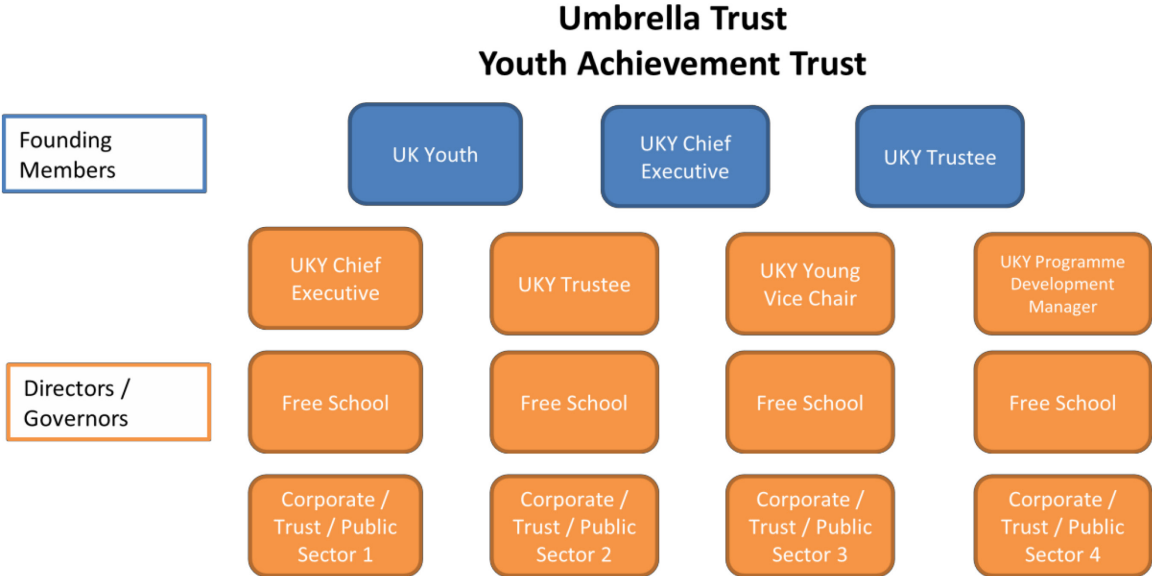 Umbrella Trust
Youth Achievement Trust
Founding
Members
UK Youth
UKY Chief
Executive
UKY Trustee
UKY Chief
Executive
UKY Trustee
UKY Young
Vice Chair
UKY Programme
Development
Manager
Directors /
Governors
Free School
Free School
Free School
Free School
Corporate /
Trust / Public
Sector 1
Corporate /
Trust / Public
Sector 2
Corporate /
Trust / Public
Sector 3
Corporate /
Trust / Public
Sector 4